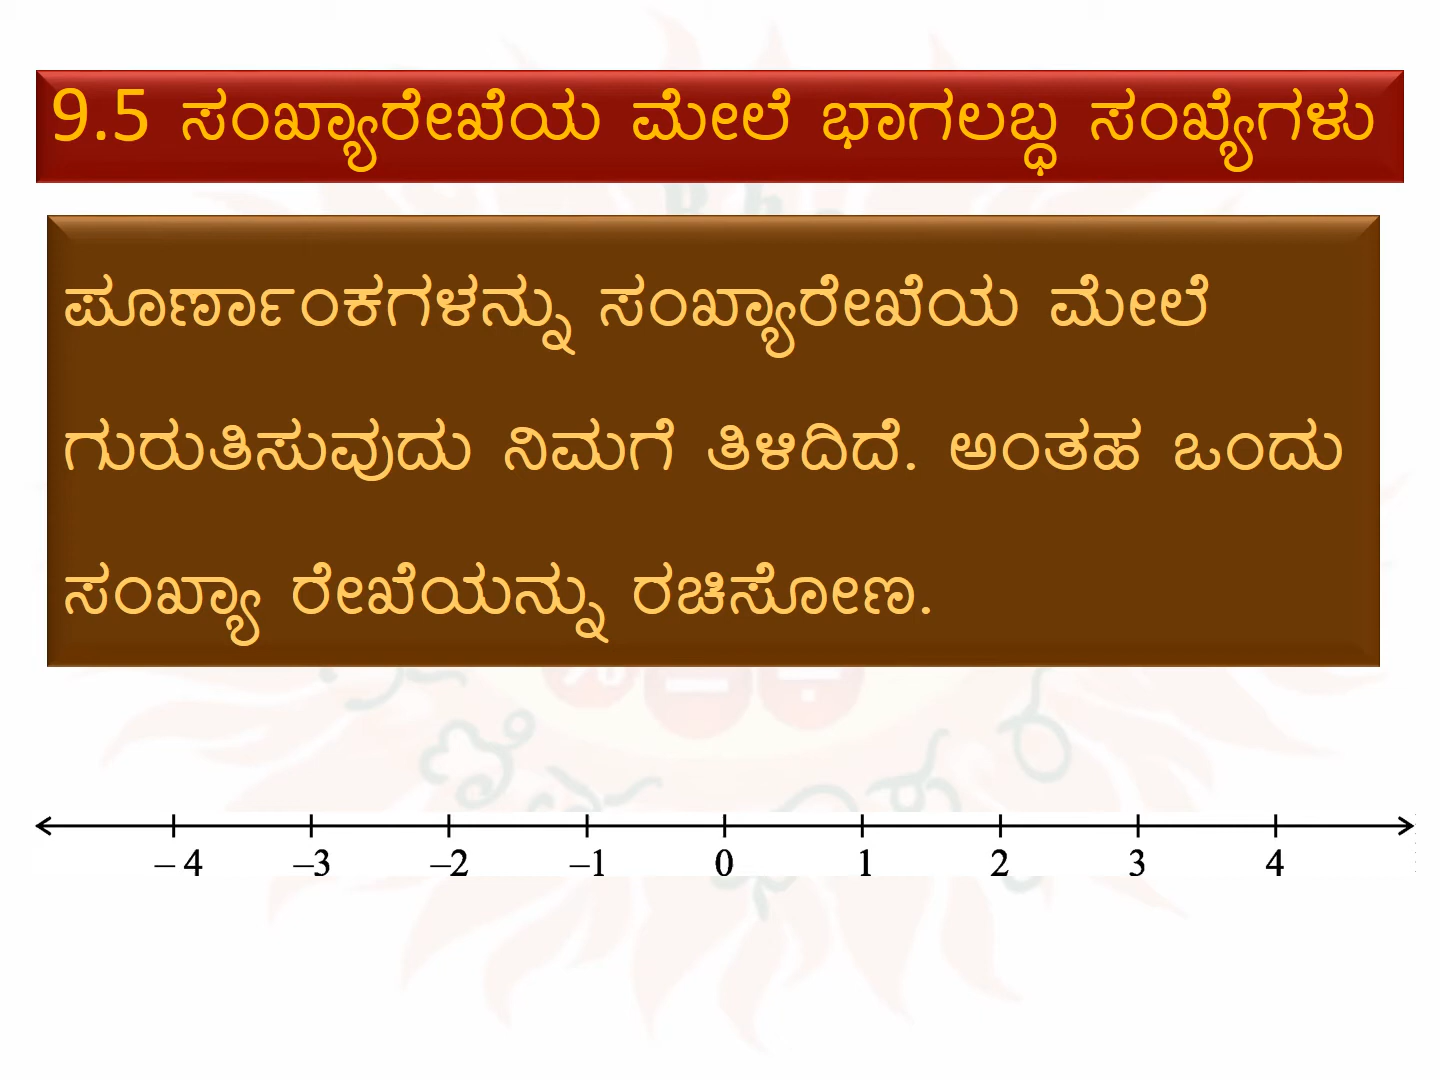 9.5 ಸಂಖ್ಯಾರೇಖೆಯ ಮೇಲೆ ಭಾಗಲಬ್ಧ ಸಂಖ್ಯೆಗಳು
ಪೂರ್ಣಾಂಕಗಳನ್ನು ಸಂಖ್ಯಾರೇಖೆಯ ಮೇಲೆ
ಗುರುತಿಸುವುದು ನಿಮಗೆ ತಿಳಿದಿದೆ. ಅಂತಹ ಒಂದು
ಸಂಖ್ಯಾ ರೇಖೆಯನ್ನು ರಚಿಸೋಣ.
– 4 –3 –2 –1 0 1 2 3 4